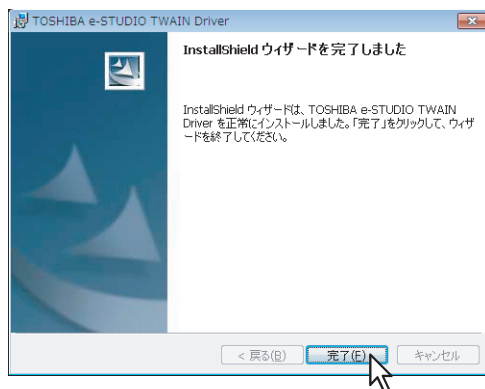 TOSHIBA e-STUDIO TWAIN Driver
InstallShield ウィザードを完了しました
InstallShield ウィザードは、TOSHIBA e-STUDIO TWAIN
Driver を正常にインストールしました。「完了」をクリックして、ウィザ
ードを終了してください。
< 戻る(B) 完了(F) キャンセル